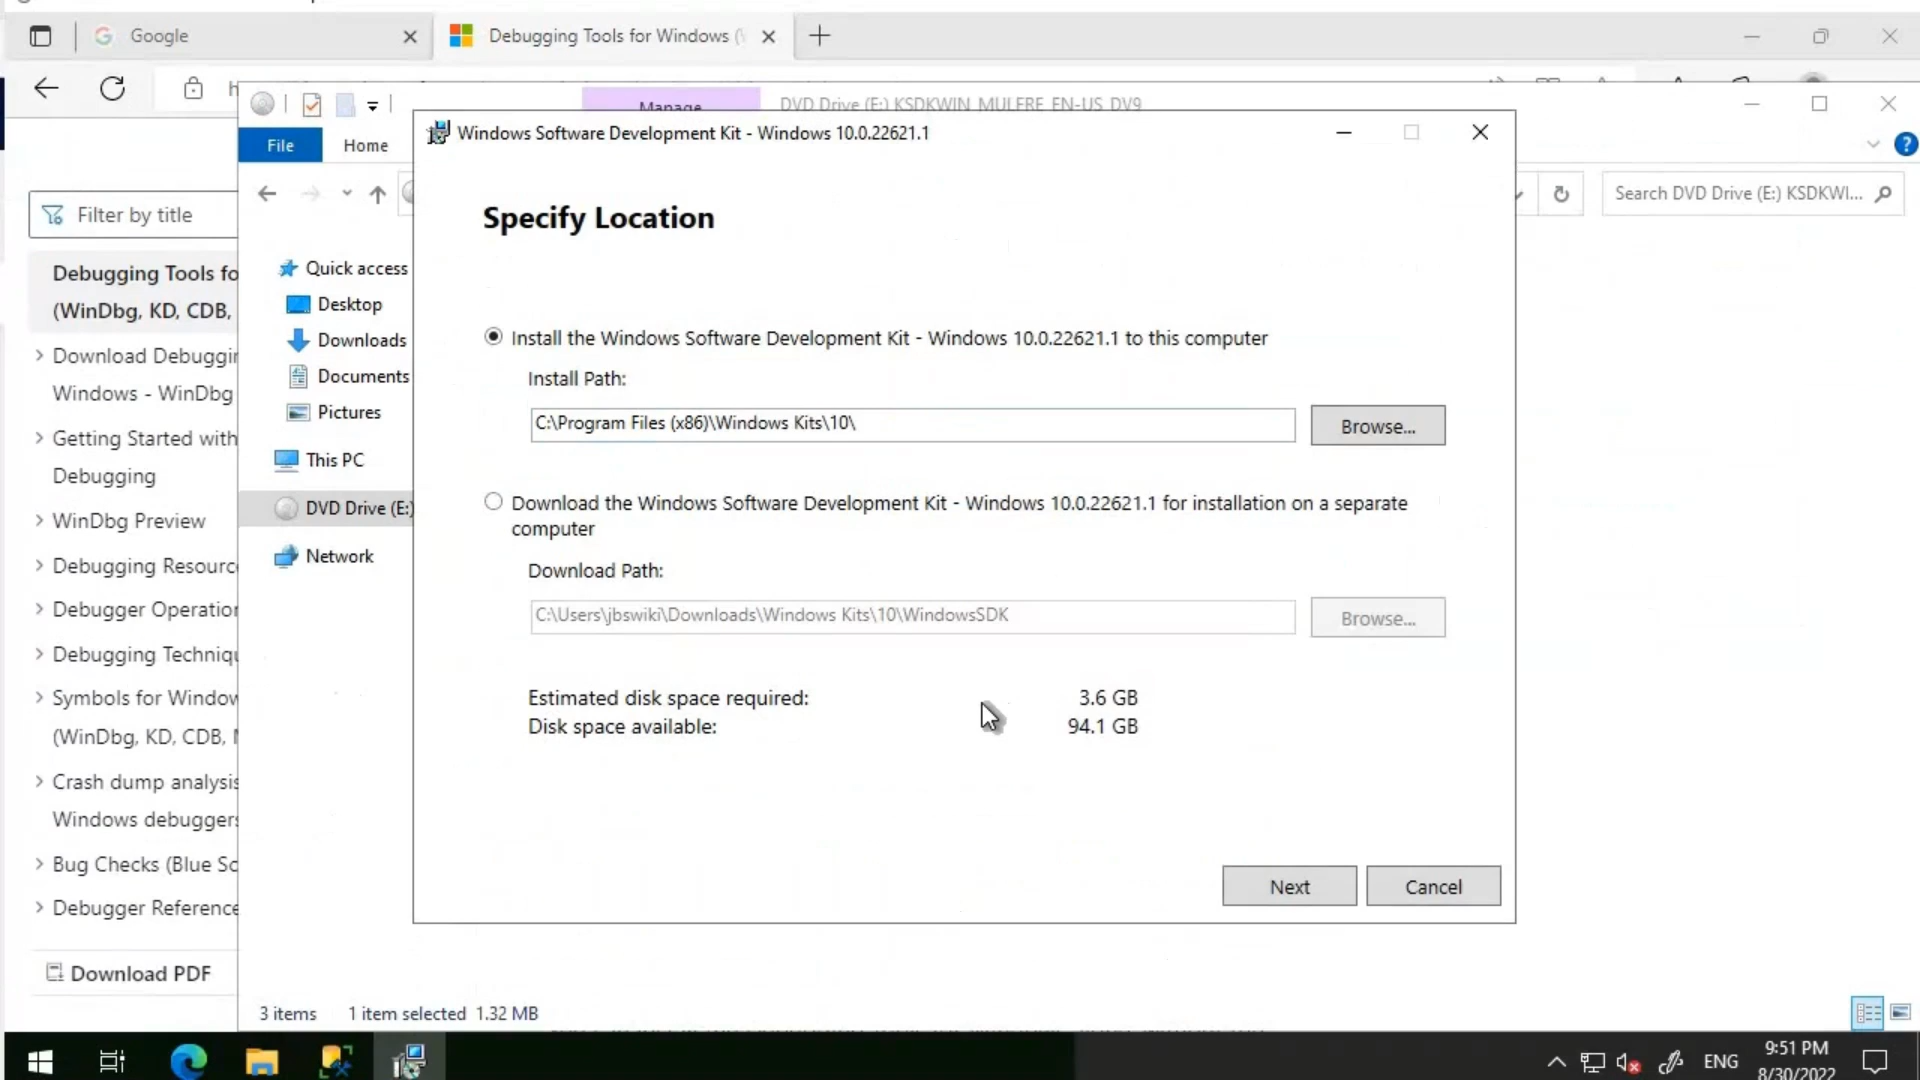 Google
Debugging Tools for Windows (
Manage
DVD Drive (E:) KSDKWIN_MULFRE_EN-US_DV9
File
Home
Search DVD Drive (E:) KSDKWI...
Filter by title
Debugging Tools fo
(WinDbg, KD, CDB,
Download Debuggin
Windows - WinDbg
Getting Started with
Debugging
WinDbg Preview
Debugging Resourc
Debugger Operation
Debugging Techniqu
Symbols for Window
(WinDbg, KD, CDB,
Crash dump analysis
Windows debuggers
Bug Checks (Blue Sc
Debugger Reference
Download PDF
Quick access
Desktop
Downloads
Documents
Pictures
This PC
DVD Drive (E:)
Network
3 items 1 item selected 1.32 MB
Windows Software Development Kit - Windows 10.0.22621.1
Specify Location
Install the Windows Software Development Kit - Windows 10.0.22621.1 to this computer
Install Path:
C:\Program Files (x86)\Windows Kits\10\
Browse...
Download the Windows Software Development Kit - Windows 10.0.22621.1 for installation on a separate
computer
Download Path:
C:\Users\jbswiki\Downloads\Windows Kits\10\WindowsSDK
Browse...
Estimated disk space required: 3.6 GB
Disk space available: 94.1 GB
Next
Cancel
ENG
9:51 PM
8/30/2022